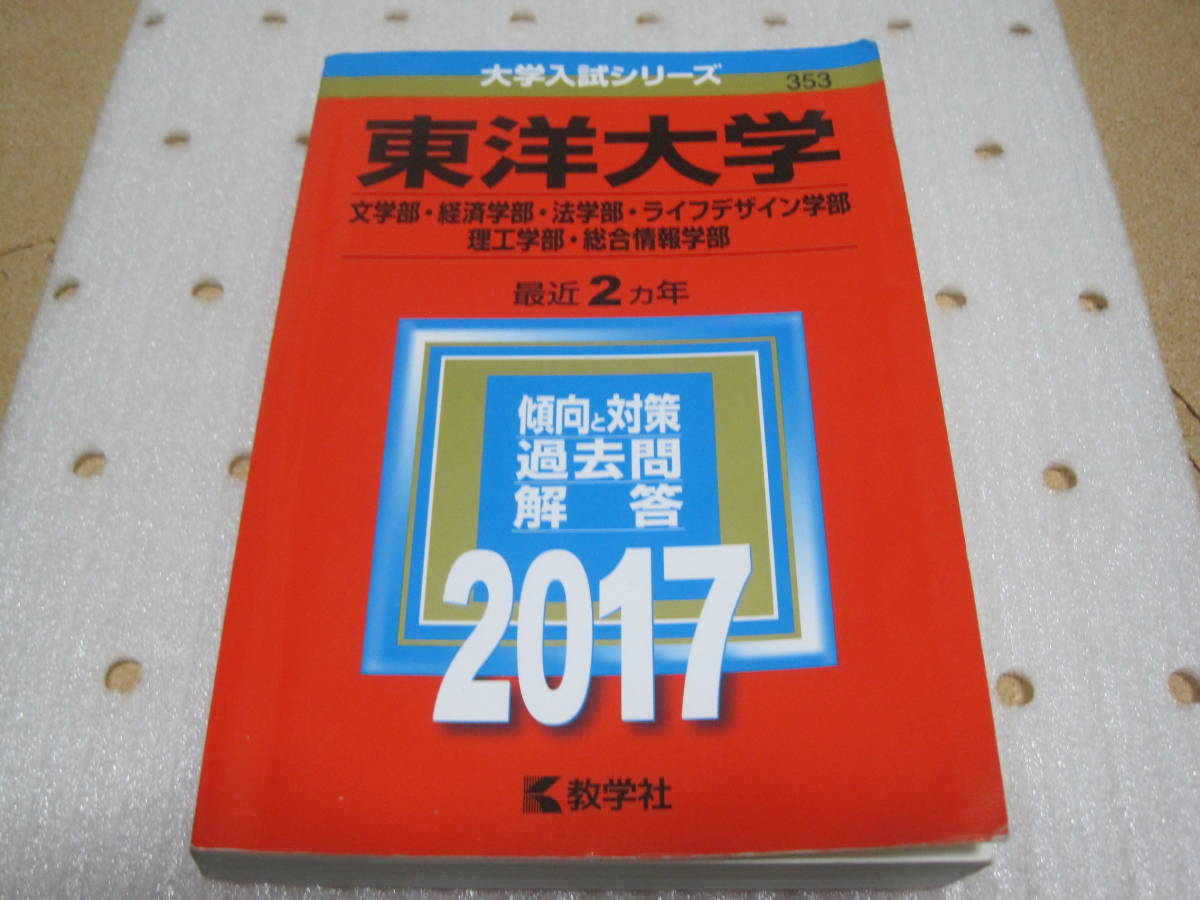 大学入試シリーズ
353
東洋大学
文学部・経済学部・法学部・ライフデザイン学部
理工学部・総合情報学部
最近2カ年
傾向と対策
過去問
解答
2017
教学社